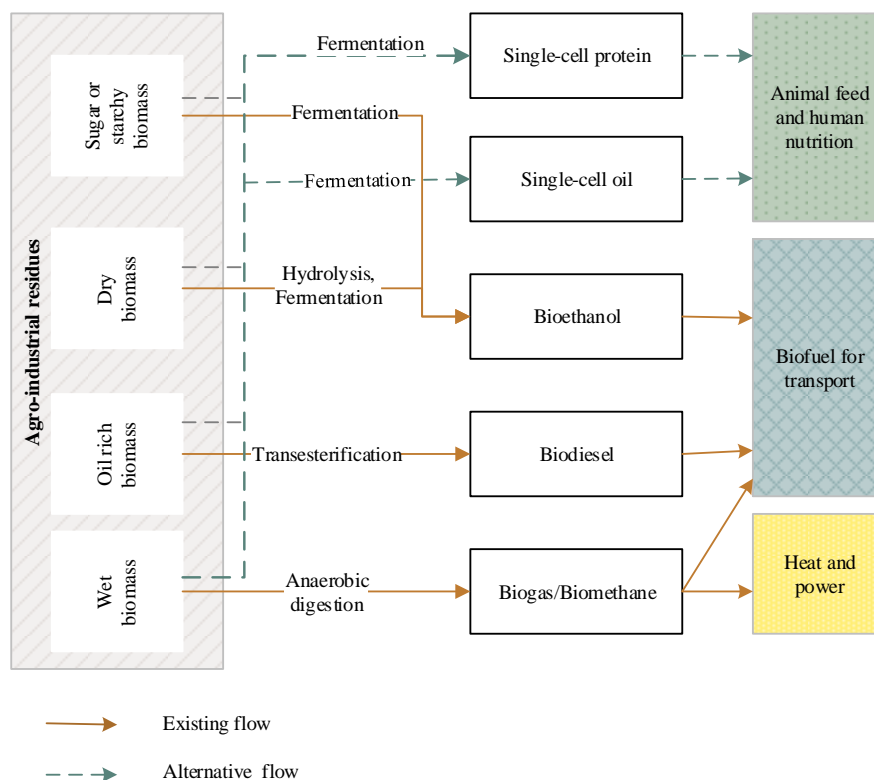 Agro-industrial residues
Sugar or
starchy
biomass
Dry
biomass
Oil rich
biomass
Wet
biomass
Fermentation
Fermentation
Fermentation
Hydrolysis,
Fermentation
Transesterification
Anaerobic
digestion
Single-cell protein
Single-cell oil
Bioethanol
Biodiesel
Biogas/Biomethane
Animal feed
and human
nutrition
Biofuel for
transport
Heat and
power
Existing flow
Alternative flow